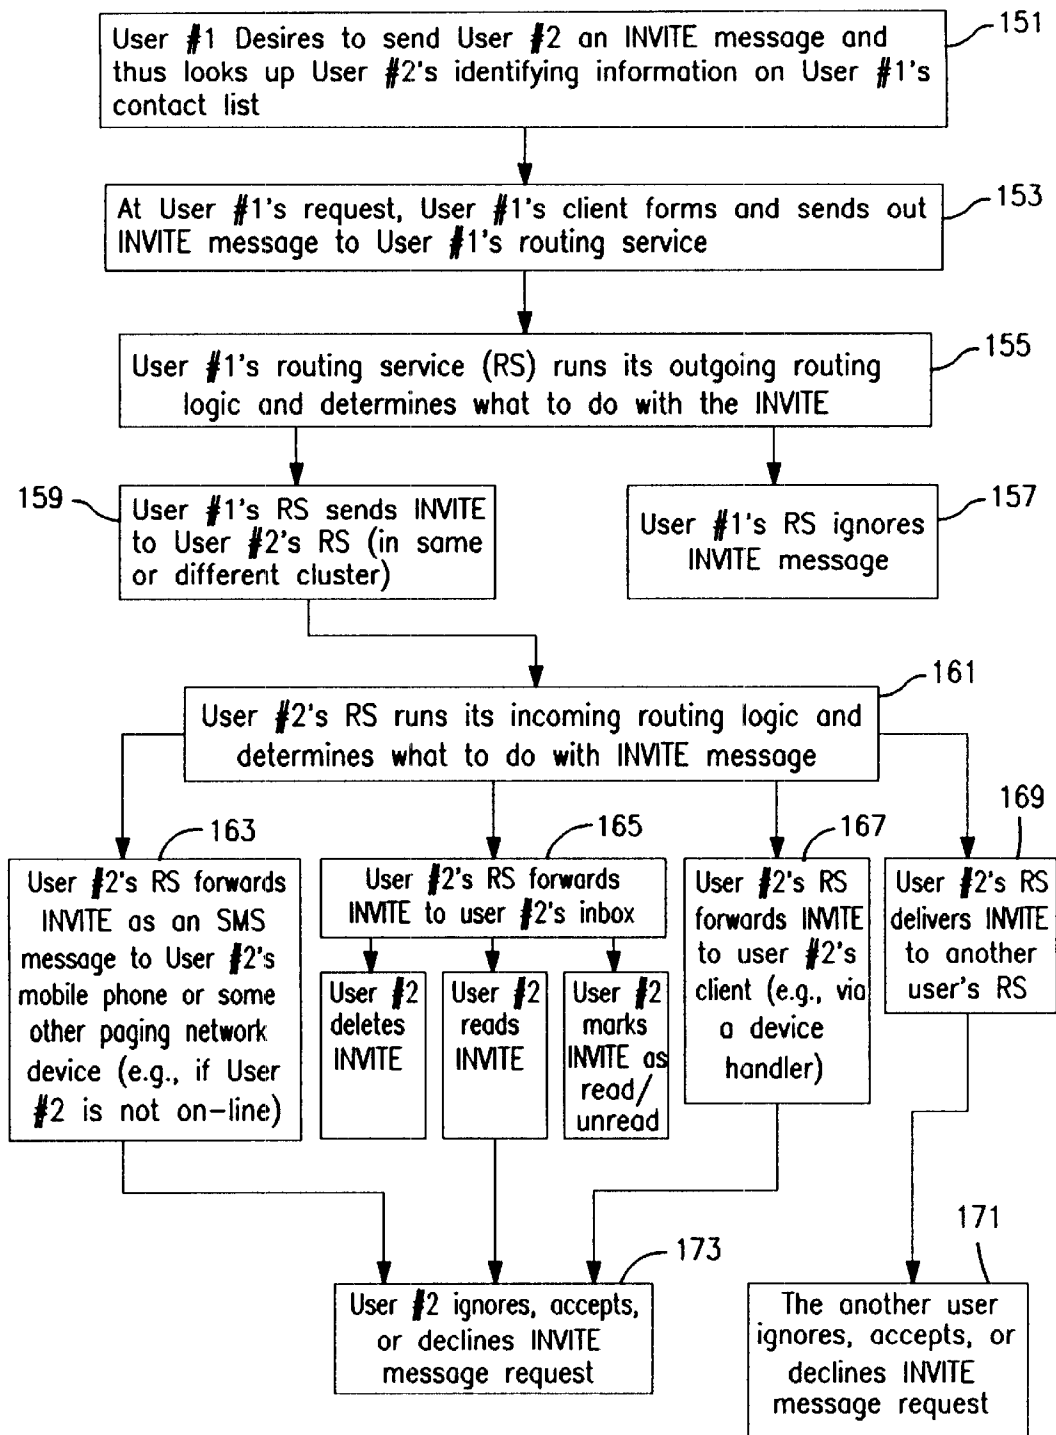 User #1 Desires to send User #2 an INVITE message and
thus looks up User #2's identifying information on User #1's
contact list
151
At User #1's request, User #1's client forms and sends out
INVITE message to User #1's routing service
153
User #1's routing service (RS) runs its outgoing routing
logic and determines what to do with the INVITE
155
159
User #1's RS sends INVITE
to User #2's RS (in same
or different cluster)
User #1's RS ignores
INVITE message
157
User #2's RS runs its incoming routing logic and
determines what to do with INVITE message
161
163
User #2's RS forwards
INVITE as an SMS
message to User #2's
mobile phone or some
other paging network
device (e.g., if User
#2 is not on-line)
165
User #2's RS forwards
INVITE to user #2's inbox
User #2
deletes
INVITE
User #2
reads
INVITE
User #2
marks
INVITE as
read/
unread
167
User #2's RS
forwards INVITE
to user #2's
client (e.g., via
a device
handler)
169
User #2's RS
delivers INVITE
to another
user's RS
173
User #2 ignores, accepts,
or declines INVITE
message request
171
The another user
ignores, accepts, or
declines INVITE
message request